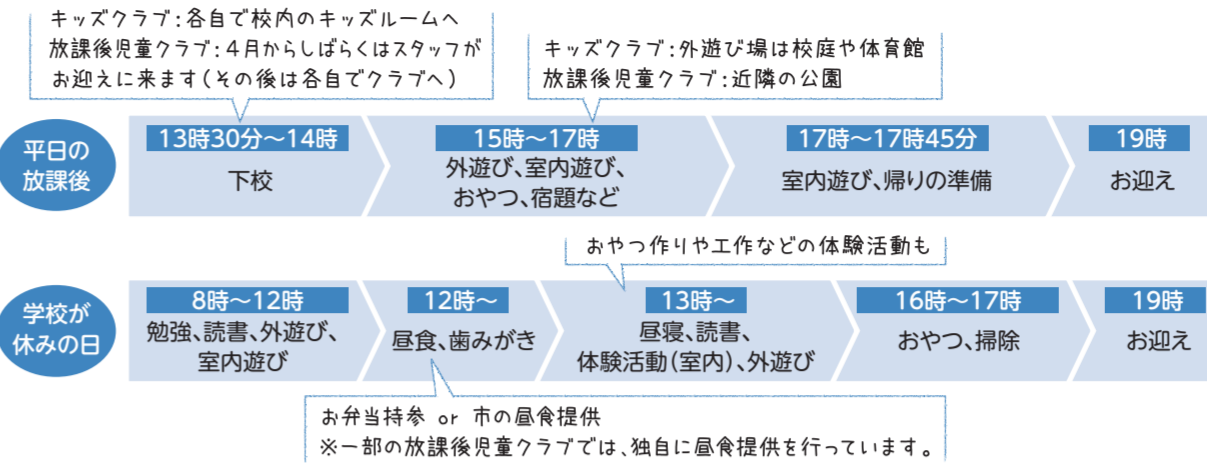 キッズクラブ:各自で校内のキッズルームへ
放課後児童クラブ:4月からしばらくはスタッフが
お迎えに来ます(その後は各自でクラブへ)
キッズクラブ:外遊び場は校庭や体育館
放課後児童クラブ:近隣の公園
平日の
放課後
13時30分~14時
下校
15時~17時
外遊び、室内遊び、
おやつ、宿題など
17時~17時45分
室内遊び、帰りの準備
19時
お迎え
おやつ作りや工作などの体験活動も
学校が
休みの日
8時~12時
勉強、読書、外遊び、
室内遊び
12時~
昼食、歯みがき
13時~
昼寝、読書、
体験活動(室内)、外遊び
16時~17時
おやつ、掃除
19時
お迎え
お弁当持参 or 市の昼食提供
※一部の放課後児童クラブでは、独自に昼食提供を行っています。